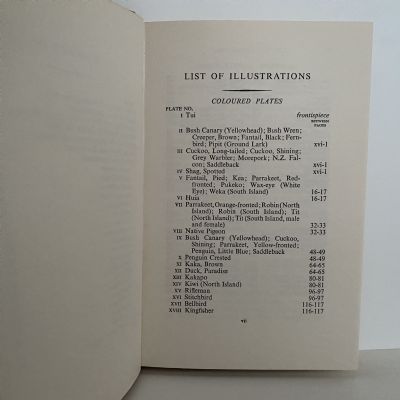 LIST OF ILLUSTRATIONS
COLOURED PLATES
PLATE NO.
I Tui frontispiece
BETWEEN
PAGES
II Bush Canary (Yellowhead); Bush Wren;
Creeper, Brown; Fantail, Black; Fern-
bird; Pipit (Ground Lark) xvi-1
III Cuckoo, Long-tailed; Cuckoo, Shining;
Grey Warbler; Morepork; N.Z. Fal-
con; Saddleback xvi-1
IV Shag, Spotted xvi-1
V Fantail, Pied; Kea; Parrakeet, Red-
fronted; Pukeko; Wax-eye (White
Eye); Weka (South Island) 16-17
VI Huia 16-17
VII Parrakeet, Orange-fronted; Robin (North
Island); Robin (South Island); Tit
(North Island); Tit (South Island, male
and female) 32-33
VIII Native Pigeon 32-33
IX Bush Canary (Yellowhead); Cuckoo,
Shining; Parrakeet, Yellow-fronted;
Penguin, Little Blue; Saddleback 48-49
X Penguin Crested 48-49
XI Kaka, Brown 64-65
XII Duck, Paradise 64-65
XIII Kakapo 80-81
XIV Kiwi (North Island) 80-81
XV Rifleman 96-97
XVI Stitchbird 96-97
XVII Bellbird 116-117
XVIII Kingfisher 116-117
vii